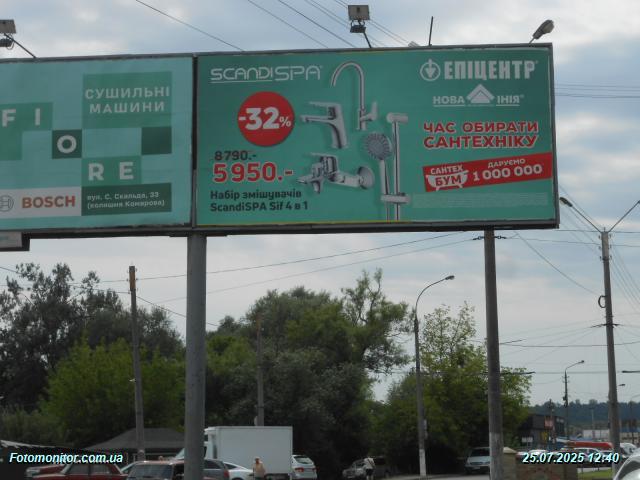 СУШИЛЬНІ
МАШИНИ
F I
O R E
BOSCH
вул. С. Скальда, 33
(колишня Комарова)
SCANDISPA®
-32%
8790.-
5950.-
Набір змішувачів
ScandiSPA Sif 4 в 1
ЕПІЦЕНТР®
НОВА ЛІНІЯ®
ЧАС ОБИРАТИ
САНТЕХНІКУ
САНТЕХ
БУМ
ДАРУЄМО
1 000 000
Fotomonitor.com.ua
25.07.2025 12:40